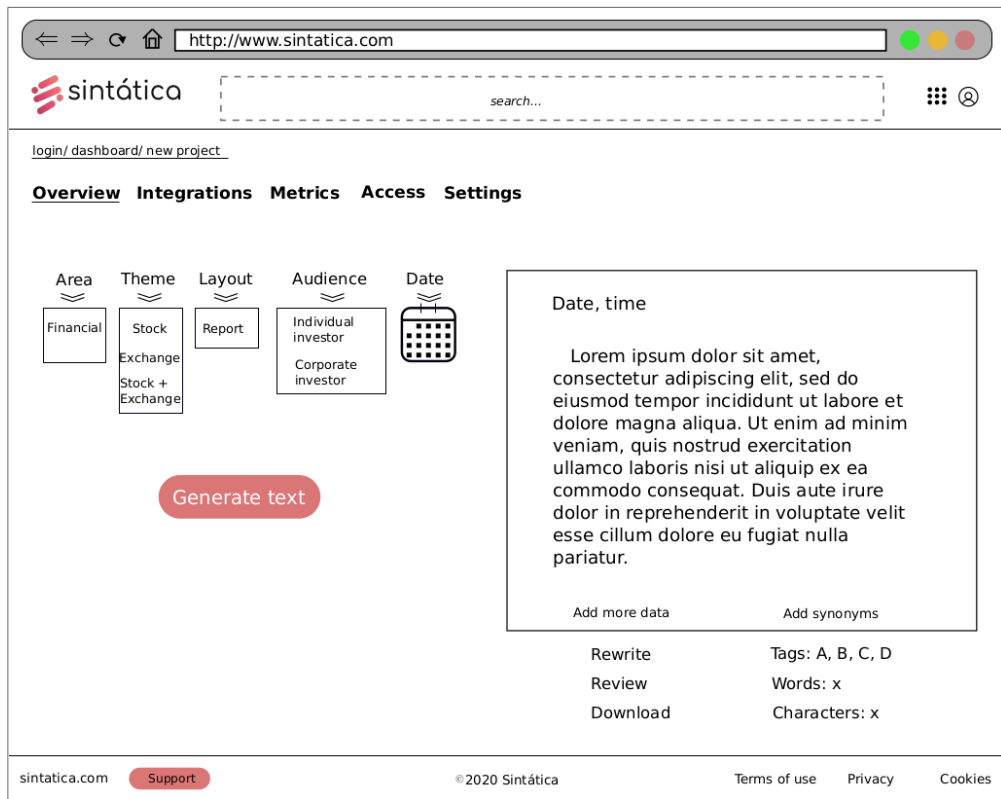 http://www.sintatica.com
sintática
search...
login/ dashboard/ new project
Overview Integrations Metrics Access Settings
Area Theme Layout Audience Date
Financial
Stock
Exchange
Stock +
Exchange
Report
Individual
investor
Corporate
investor
Generate text
Date, time
Lorem ipsum dolor sit amet,
consectetur adipiscing elit, sed do
eiusmod tempor incididunt ut labore et
dolore magna aliqua. Ut enim ad minim
veniam, quis nostrud exercitation
ullamco laboris nisi ut aliquip ex ea
commodo consequat. Duis aute irure
dolor in reprehenderit in voluptate velit
esse cillum dolore eu fugiat nulla
pariatur.
Add more data Add synonyms
Rewrite Tags: A, B, C, D
Review Words: x
Download Characters: x
sintatica.com Support ©2020 Sintática Terms of use Privacy Cookies